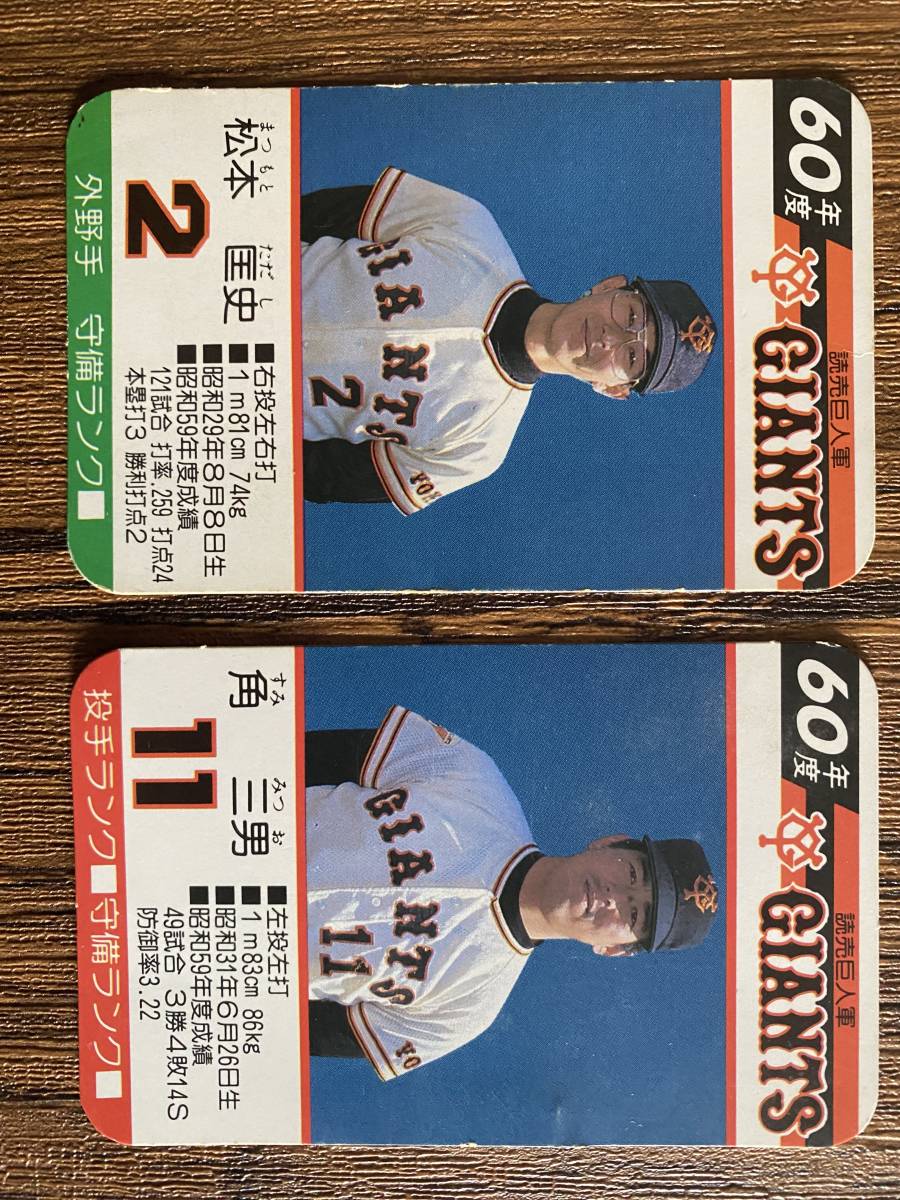 60年度
読売巨人軍
GIANTS
GIANTS
2
まつもと ただし
松本 匡史
2
■右投左右打
■1m81cm 74kg
■昭和29年8月8日生
■昭和59年度成績
121試合 打率.259 打点24
本塁打3 勝利打点2
外野手 守備ランク
60年度
読売巨人軍
GIANTS
GIANTS
11
すみ みつお
角 三男
11
■左投左打
■1m83cm 86kg
■昭和31年6月26日生
■昭和59年度成績
49試合 3勝4敗14S
防御率3.22
投手ランク 守備ランク